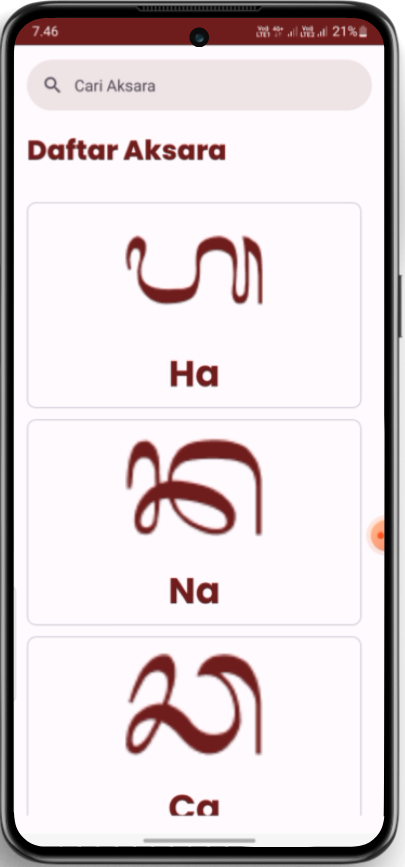 7.46 Vo) LTE1 4G+ Vo) LTE2 21%
Cari Aksara
Daftar Aksara
ᬳ
Ha
ᬦ
Na
ᬘ
Ca